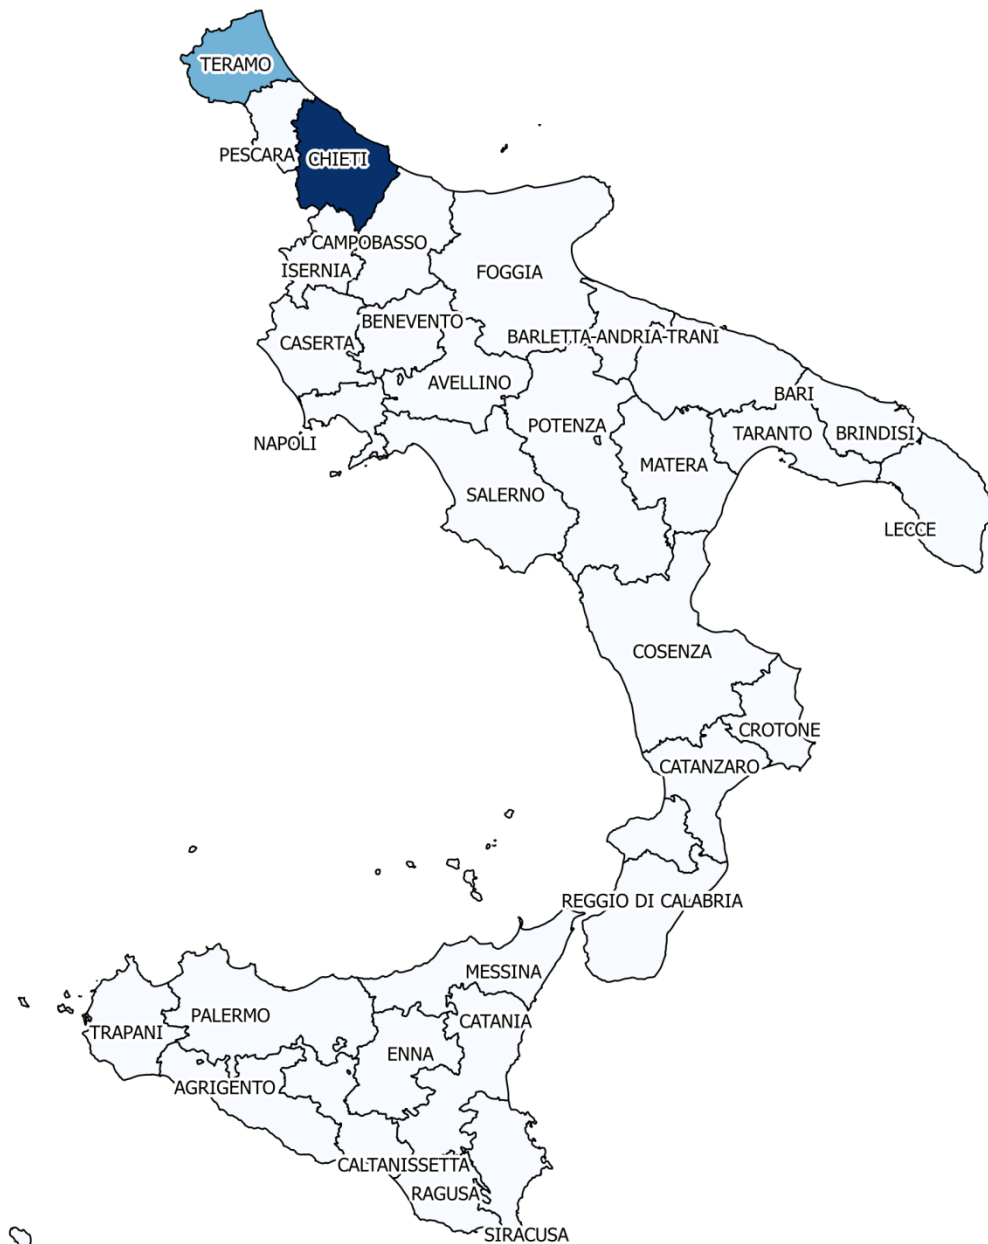 TERAMO
PESCARA
CHIETI
CAMPOBASSO
ISERNIA
FOGGIA
BENEVENTO
BARLETTA-ANDRIA-TRANI
CASERTA
AVELLINO
BARI
POTENZA
TARANTO
BRINDISI
NAPOLI
MATERA
SALERNO
LECCE
COSENZA
CROTONE
CATANZARO
REGGIO DI CALABRIA
MESSINA
PALERMO
CATANIA
TRAPANI
ENNA
AGRIGENTO
CALTANISSETTA
RAGUSA
SIRACUSA